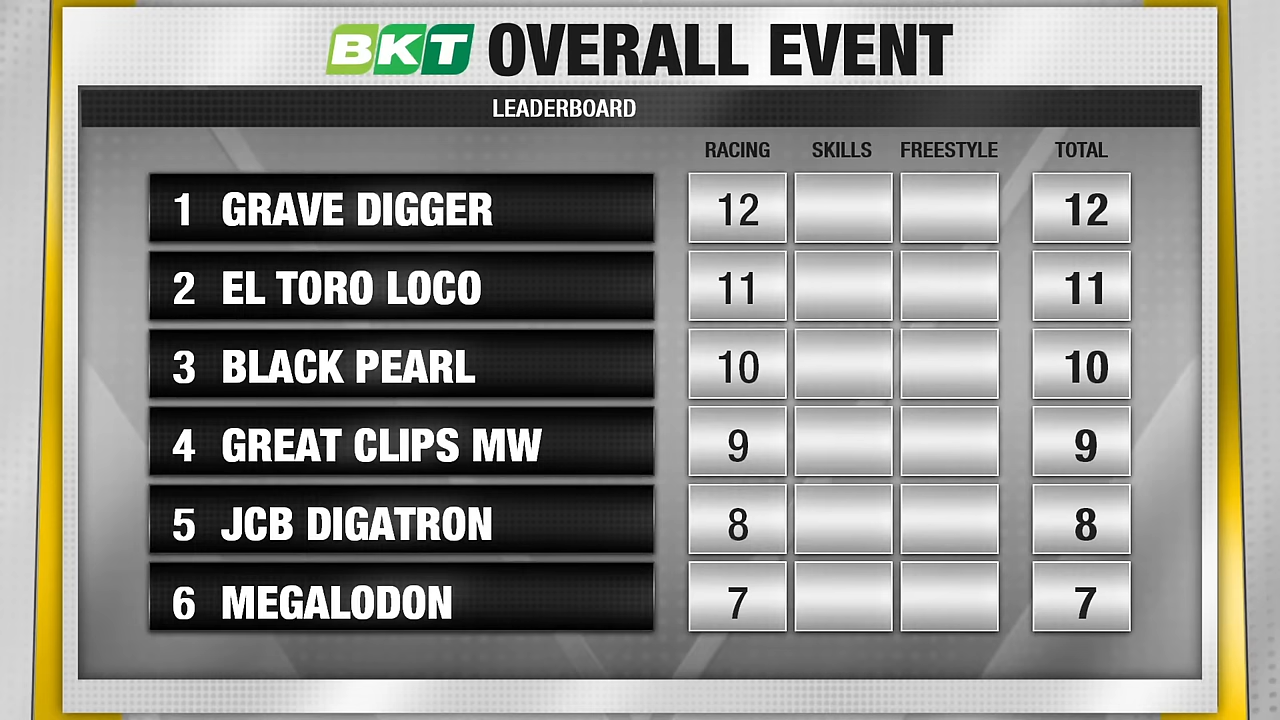 BKT OVERALL EVENT
LEADERBOARD
RACING SKILLS FREESTYLE TOTAL
1 GRAVE DIGGER 12 12
2 EL TORO LOCO 11 11
3 BLACK PEARL 10 10
4 GREAT CLIPS MW 9 9
5 JCB DIGATRON 8 8
6 MEGALODON 7 7